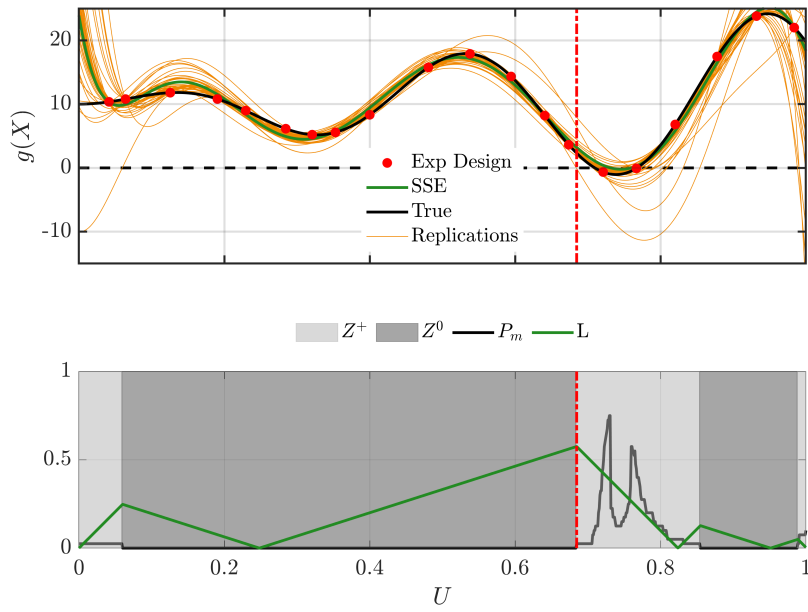 20
10
0
-10
g(X)
Exp Design
SSE
True
Replications
Z+ Z0 Pm L
1
0.5
0
0 0.2 0.4 0.6 0.8 1
U